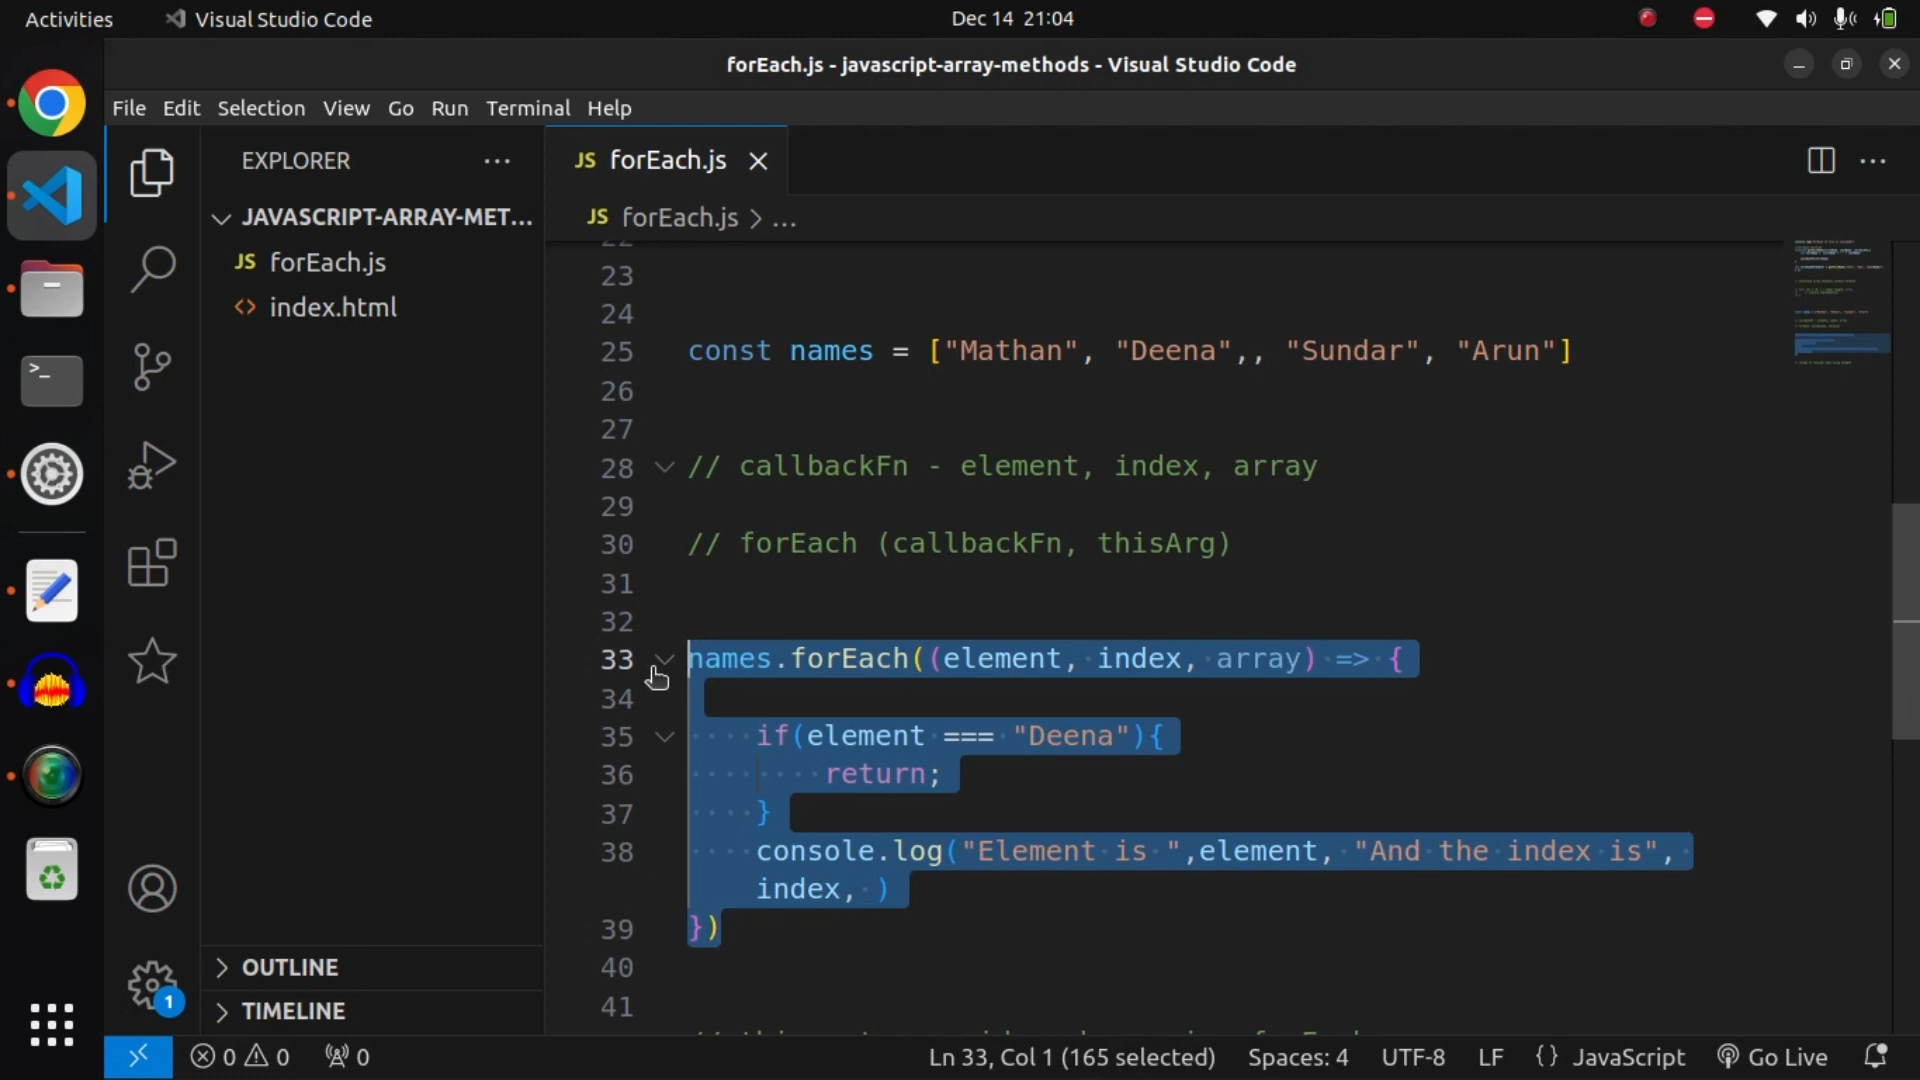 Activities
Visual Studio Code
Dec 14 21:04
forEach.js - javascript-array-methods - Visual Studio Code
File Edit Selection View Go Run Terminal Help
EXPLORER
JAVASCRIPT-ARRAY-MET...
JS forEach.js
<> index.html
OUTLINE
TIMELINE
JS forEach.js
JS forEach.js > ...
22
23
24
25 const names = ["Mathan", "Deena",, "Sundar", "Arun"]
26
27
28 // callbackFn - element, index, array
29
30 // forEach (callbackFn, thisArg)
31
32
33 names.forEach((element, index, array) => {
34
35 if(element === "Deena"){
36 return;
37 }
38 console.log("Element is ",element, "And the index is",
index, )
39 })
40
41
1
0 0 0
Ln 33, Col 1 (165 selected) Spaces: 4 UTF-8 LF {} JavaScript Go Live